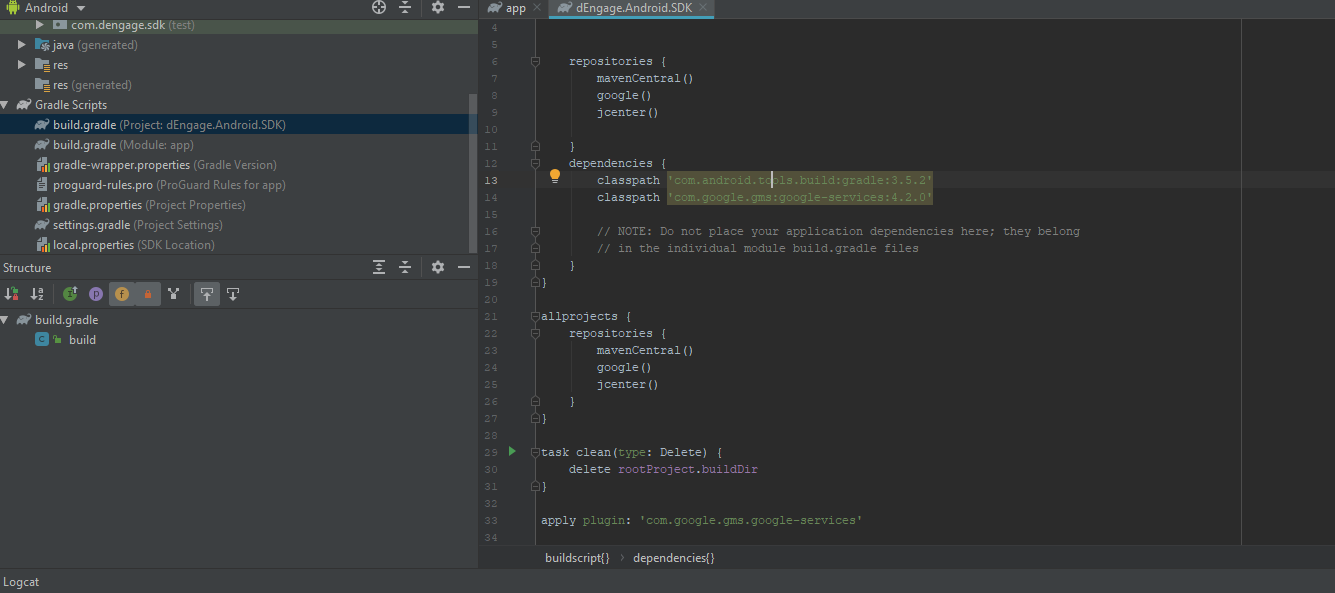 Android
com.dengage.sdk (test)
java (generated)
res
res (generated)
Gradle Scripts
build.gradle (Project: dEngage.Android.SDK)
build.gradle (Module: app)
gradle-wrapper.properties (Gradle Version)
proguard-rules.pro (ProGuard Rules for app)
gradle.properties (Project Properties)
settings.gradle (Project Settings)
local.properties (SDK Location)
Structure
build.gradle
C build
app
dEngage.Android.SDK
4
5
6 repositories {
7 mavenCentral()
8 google()
9 jcenter()
10
11 }
12 dependencies {
13 classpath 'com.android.tools.build:gradle:3.5.2'
14 classpath 'com.google.gms:google-services:4.2.0'
15
16 // NOTE: Do not place your application dependencies here; they belong
17 // in the individual module build.gradle files
18 }
19 }
20
21 allprojects {
22 repositories {
23 mavenCentral()
24 google()
25 jcenter()
26 }
27 }
28
29 task clean(type: Delete) {
30 delete rootProject.buildDir
31 }
32
33 apply plugin: 'com.google.gms.google-services'
34
buildscript{} › dependencies{}
Logcat